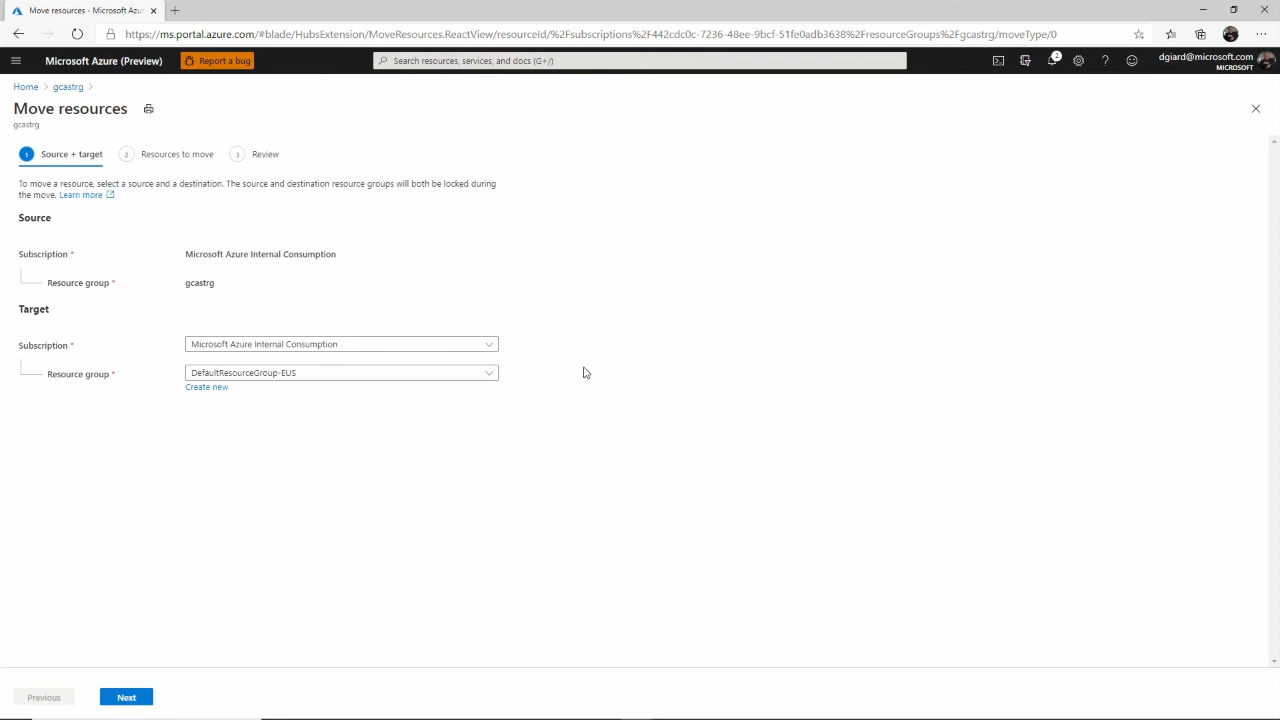 Move resources - Microsoft Azu
https://ms.portal.azure.com/#blade/HubsExtension/MoveResources.ReactView/resourceId/%2Fsubscriptions%2F442cdc0c-7236-48ee-9bcf-51fe0adb3638%2FresourceGroups%2Fgcastrg/moveType/0
Microsoft Azure (Preview)
Report a bug
Search resources, services, and docs (G+/)
2
dgiard@microsoft.com
MICROSOFT
Home > gcastrg >
Move resources
gcastrg
1 Source + target
2 Resources to move
3 Review
To move a resource, select a source and a destination. The source and destination resource groups will both be locked during
the move. Learn more
Source
Subscription * Microsoft Azure Internal Consumption
Resource group * gcastrg
Target
Subscription * Microsoft Azure Internal Consumption
Resource group * DefaultResourceGroup-EUS
Create new
Previous
Next